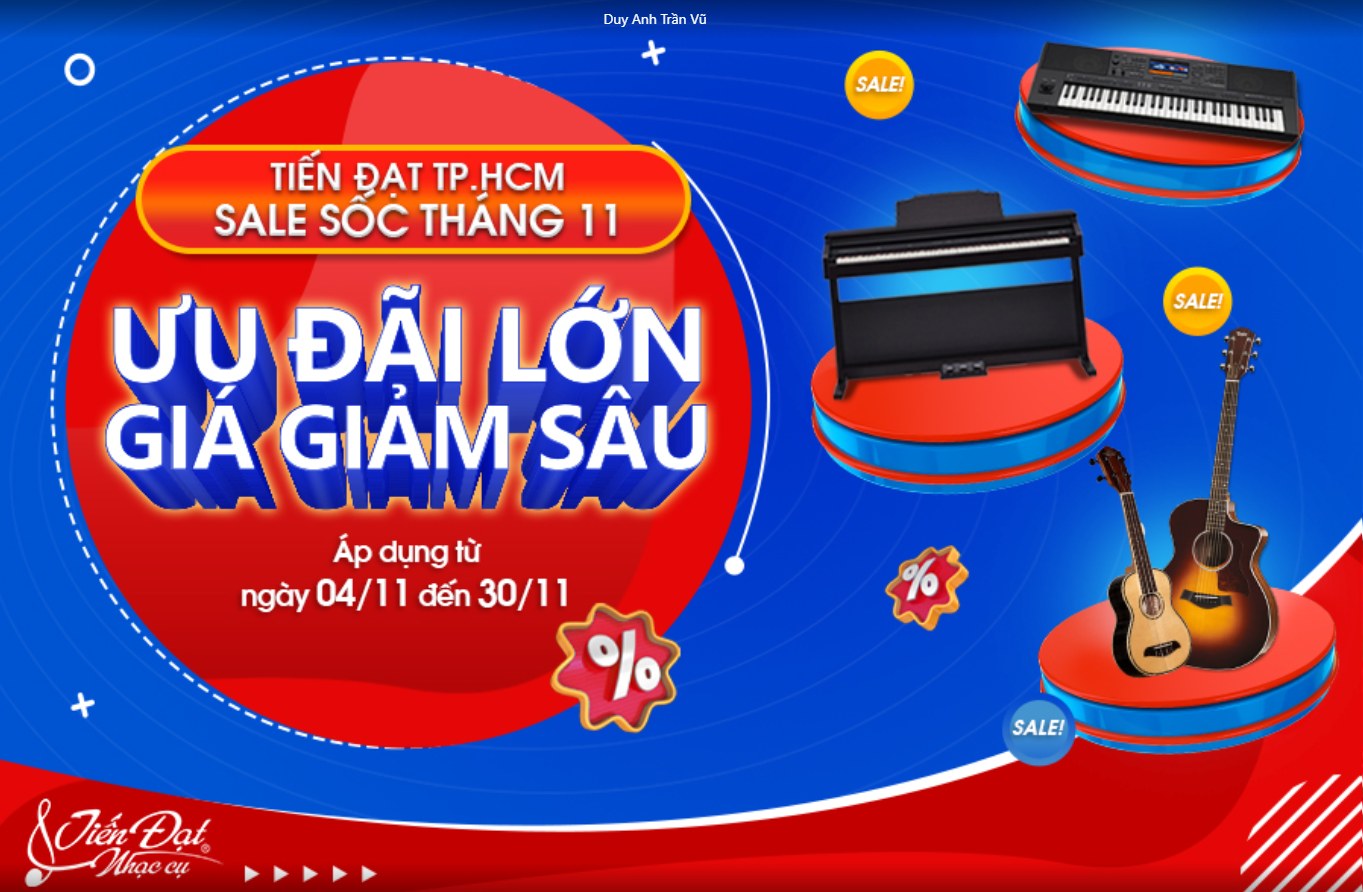 Duy Anh Trần Vũ
TIẾN ĐẠT TP.HCM
SALE SỐC THÁNG 11
ƯU ĐÃI LỚN
GIÁ GIẢM SÂU
Áp dụng từ
ngày 04/11 đến 30/11
%
SALE!
SALE!
%
SALE!
Tiến Đạt®
Nhạc cụ